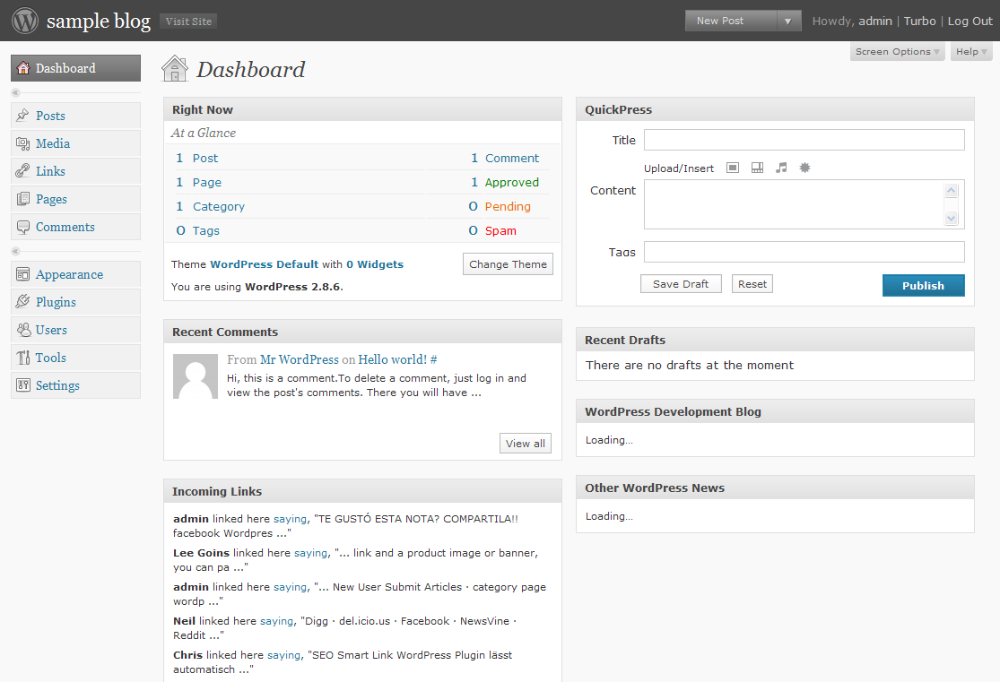 sample blog Visit Site New Post Howdy, admin | Turbo | Log Out
Screen Options Help
Dashboard
Posts
Media
Links
Pages
Comments
Appearance
Plugins
Users
Tools
Settings
Dashboard
Right Now
At a Glance
1 Post 1 Comment
1 Page 1 Approved
1 Category 0 Pending
0 Tags 0 Spam
Theme WordPress Default with 0 Widgets Change Theme
You are using WordPress 2.8.6.
Recent Comments
From Mr WordPress on Hello world! #
Hi, this is a comment.To delete a comment, just log in and
view the post's comments. There you will have ...
View all
Incoming Links
admin linked here saying, "TE GUSTÓ ESTA NOTA? COMPARTILA!!
facebook Wordpres ..."
Lee Goins linked here saying, "... link and a product image or banner,
you can pa ..."
admin linked here saying, "... New User Submit Articles · category page
wordp ..."
Neil linked here saying, "Digg · del.icio.us · Facebook · NewsVine ·
Reddit ..."
Chris linked here saying, "SEO Smart Link WordPress Plugin lässt
automatisch ..."
QuickPress
Title
Upload/Insert
Content
Tags
Save Draft Reset Publish
Recent Drafts
There are no drafts at the moment
WordPress Development Blog
Loading...
Other WordPress News
Loading...